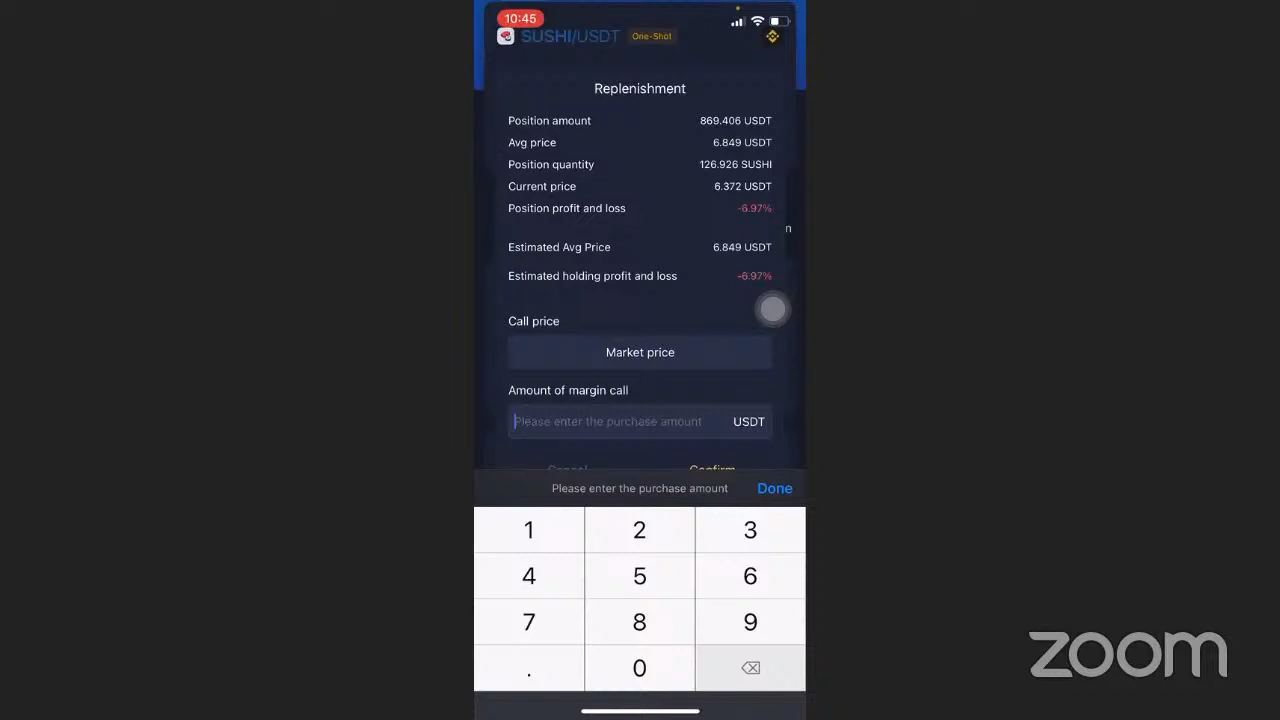 10:45
SUSHI/USDT One-Shot
Replenishment
Position amount 869.406 USDT
Avg price 6.849 USDT
Position quantity 126.926 SUSHI
Current price 6.372 USDT
Position profit and loss -6.97%
n
Estimated Avg Price 6.849 USDT
Estimated holding profit and loss -6.97%
Call price
Market price
Amount of margin call
Please enter the purchase amount USDT
Cancel Confirm
Please enter the purchase amount Done
1 2 3
4 5 6
7 8 9
. 0
zoom